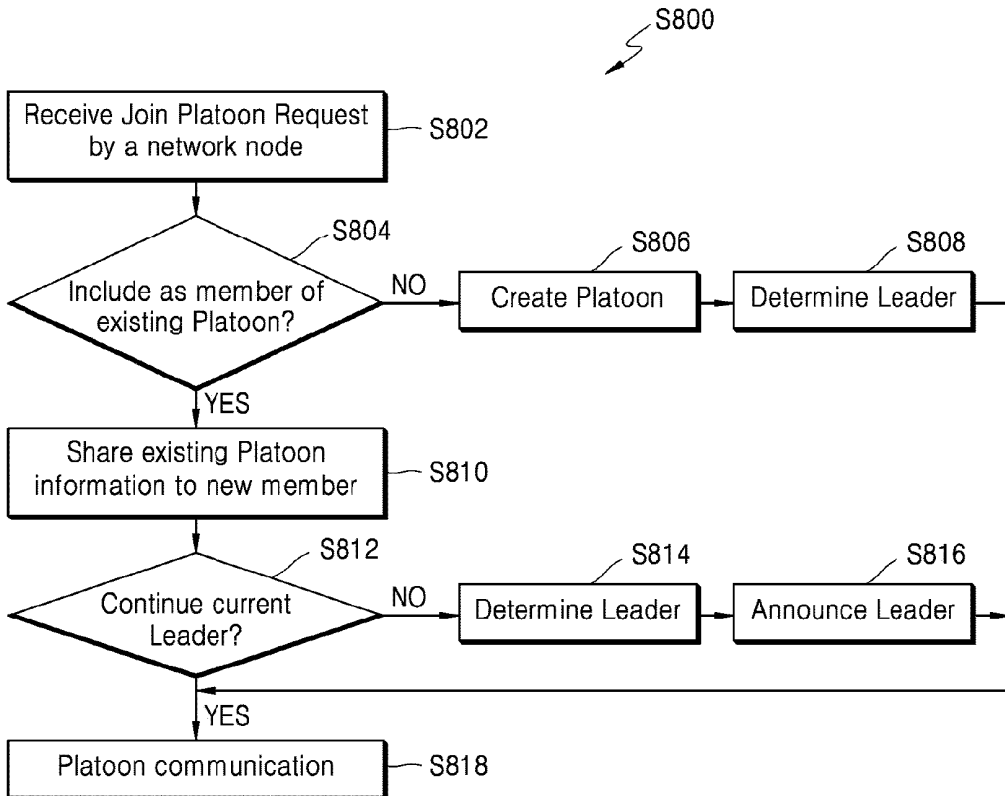 S800
Receive Join Platoon Request
by a network node
S802
S804
Include as member of
existing Platoon?
NO
S806
Create Platoon
S808
Determine Leader
YES
Share existing Platoon
information to new member
S810
S812
Continue current
Leader?
NO
S814
Determine Leader
S816
Announce Leader
YES
Platoon communication
S818